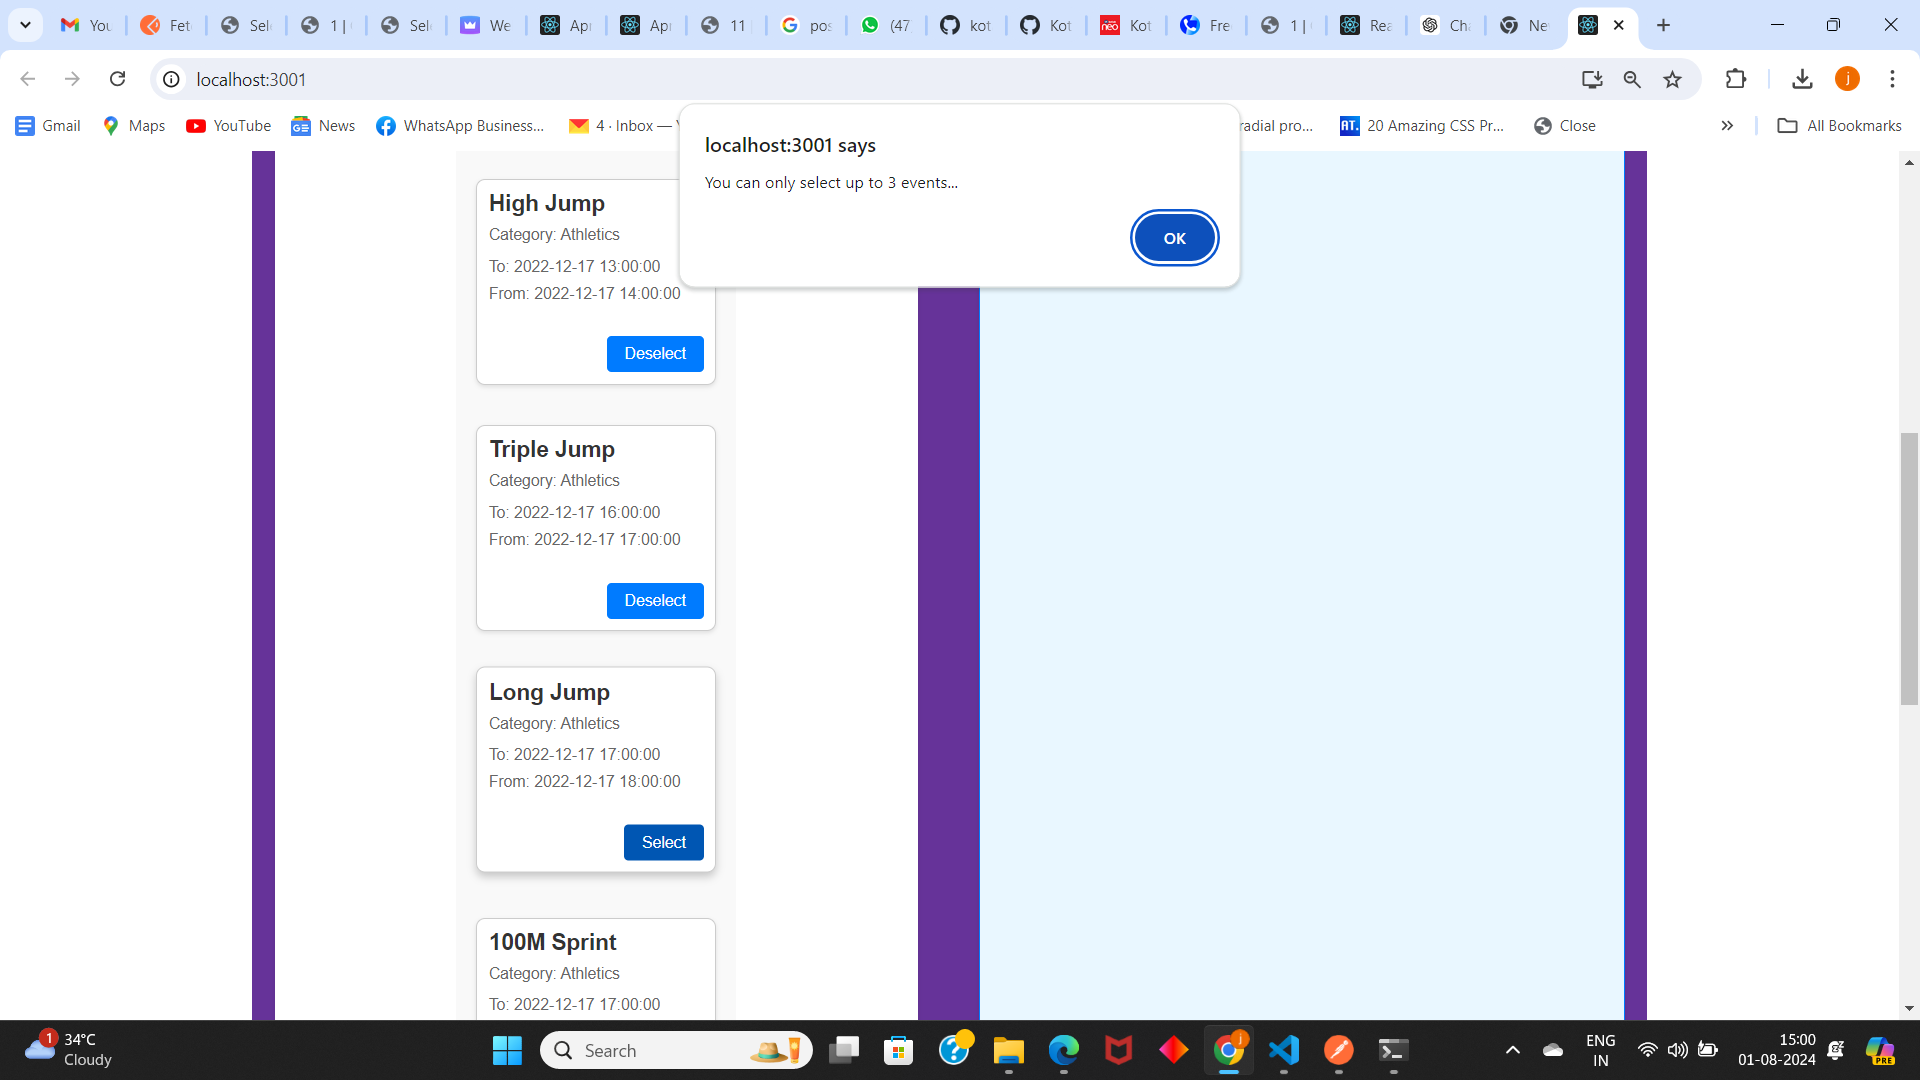 You
Fet
Sel
1 |
Sel
We
Ap
Ap
11
pos
(47
kot
Kot
neo
Kot
Fre
1 |
Rea
Cha
Ne
localhost:3001
j
Gmail
Maps
YouTube
News
WhatsApp Business...
4 · Inbox —
radial pro...
AT.
20 Amazing CSS Pr...
Close
All Bookmarks
localhost:3001 says
You can only select up to 3 events...
OK
High Jump
Category: Athletics
To: 2022-12-17 13:00:00
From: 2022-12-17 14:00:00
Deselect
Triple Jump
Category: Athletics
To: 2022-12-17 16:00:00
From: 2022-12-17 17:00:00
Deselect
Long Jump
Category: Athletics
To: 2022-12-17 17:00:00
From: 2022-12-17 18:00:00
Select
100M Sprint
Category: Athletics
To: 2022-12-17 17:00:00
1
34°C
Cloudy
Search
j
ENG
IN
15:00
01-08-2024
PRE